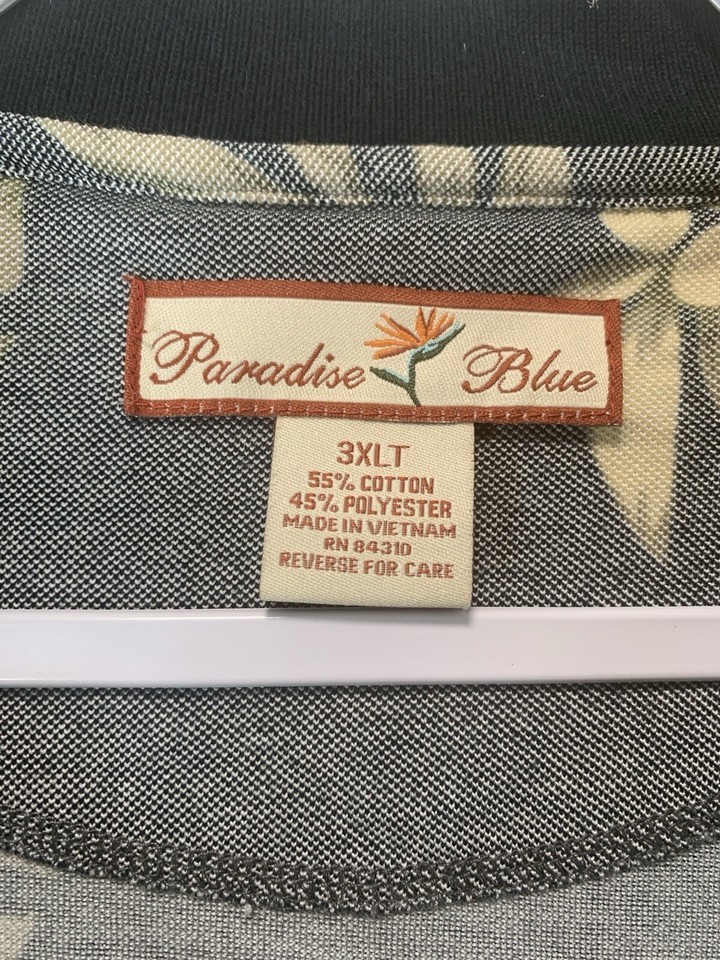 Paradise Blue
3XLT
55% COTTON
45% POLYESTER
MADE IN VIETNAM
RN 84310
REVERSE FOR CARE